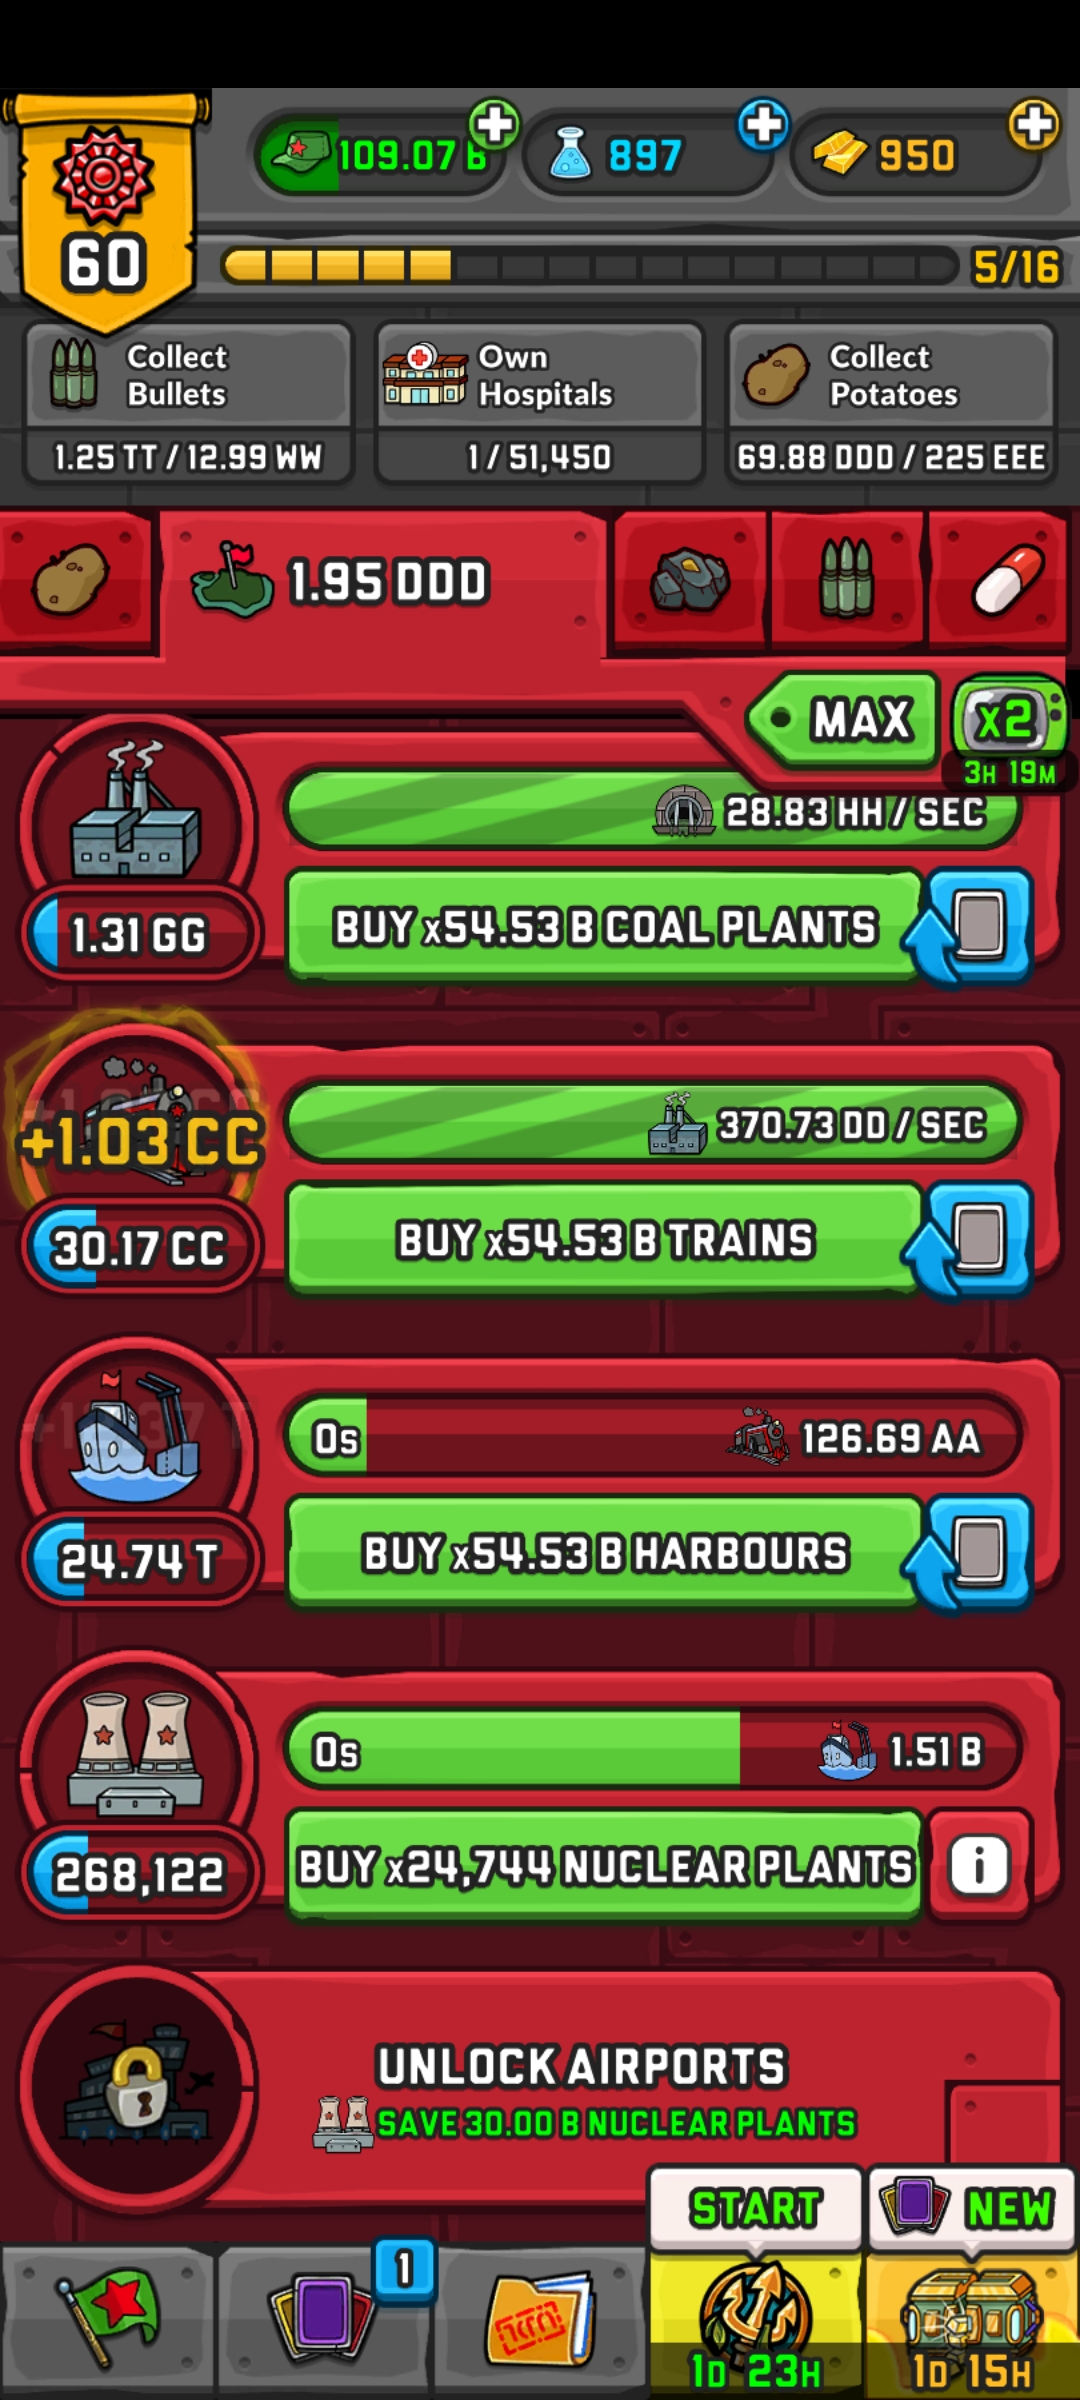 109.07 B
897
950
60
5/16
Collect
Bullets
1.25 TT / 12.99 WW
Own
Hospitals
1 / 51,450
Collect
Potatoes
69.88 DDD / 225 EEE
1.95 DDD
MAX
x2
3H 19M
28.83 HH / SEC
1.31 GG
BUY x54.53 B COAL PLANTS
+1.03 CC
370.73 DD / SEC
30.17 CC
BUY x54.53 B TRAINS
0s
126.69 AA
24.74 T
BUY x54.53 B HARBOURS
0s
1.51 B
268,122
BUY x24,744 NUCLEAR PLANTS
i
UNLOCK AIRPORTS
SAVE 30.00 B NUCLEAR PLANTS
START
NEW
1
1D 23H
1D 15H